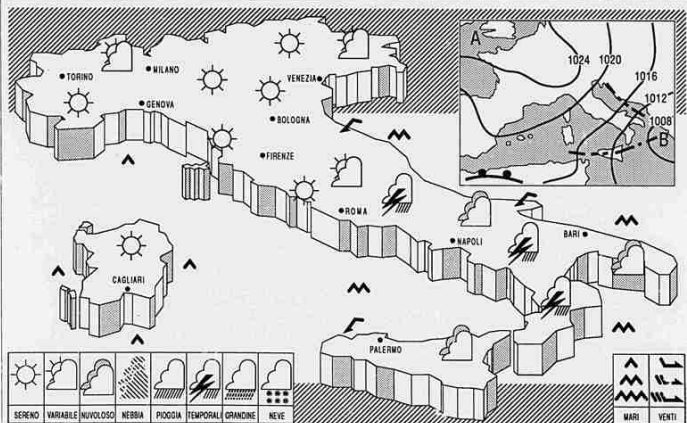 TORINO
MILANO
VENEZIA
GENOVA
BOLOGNA
FIRENZE
ROMA
NAPOLI
BARI
CAGLIARI
PALERMO
A
1024
1020
1016
1012
1008
B
SERENO
VARIABILE
NUVOLOSO
NEBBIA
PIOGGIA
TEMPORALI
GRANDINE
NEVE
MARI
VENTI